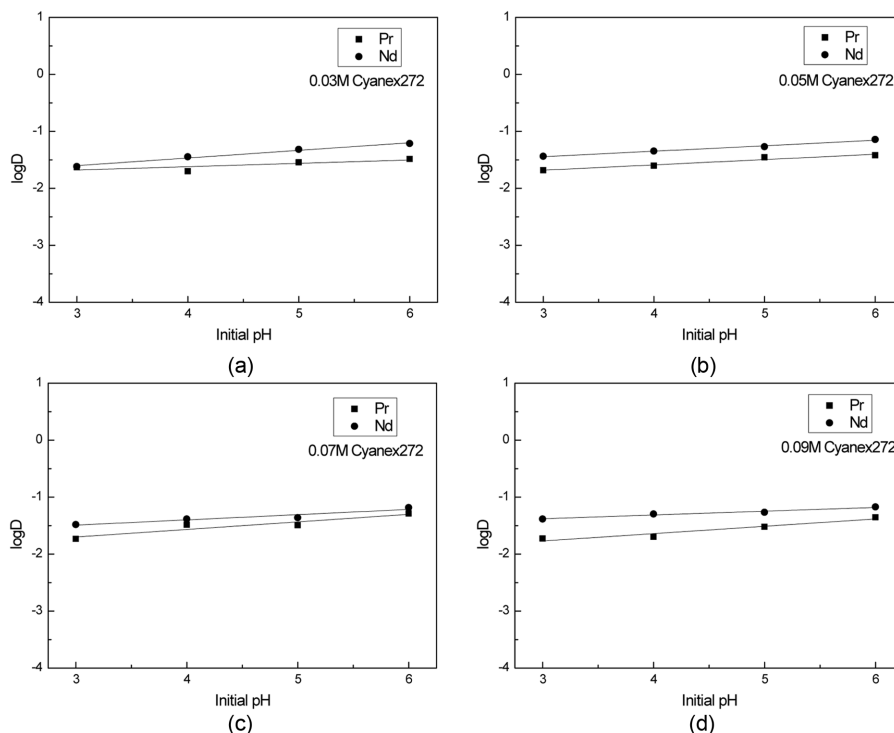 1
0
-1
-2
-3
-4
logD
Pr
Nd
0.03M Cyanex272
3
4
5
6
Initial pH
(a)
1
0
-1
-2
-3
-4
logD
Pr
Nd
0.05M Cyanex272
3
4
5
6
Initial pH
(b)
1
0
-1
-2
-3
-4
logD
Pr
Nd
0.07M Cyanex272
3
4
5
6
Initial pH
(c)
1
0
-1
-2
-3
-4
logD
Pr
Nd
0.09M Cyanex272
3
4
5
6
Initial pH
(d)